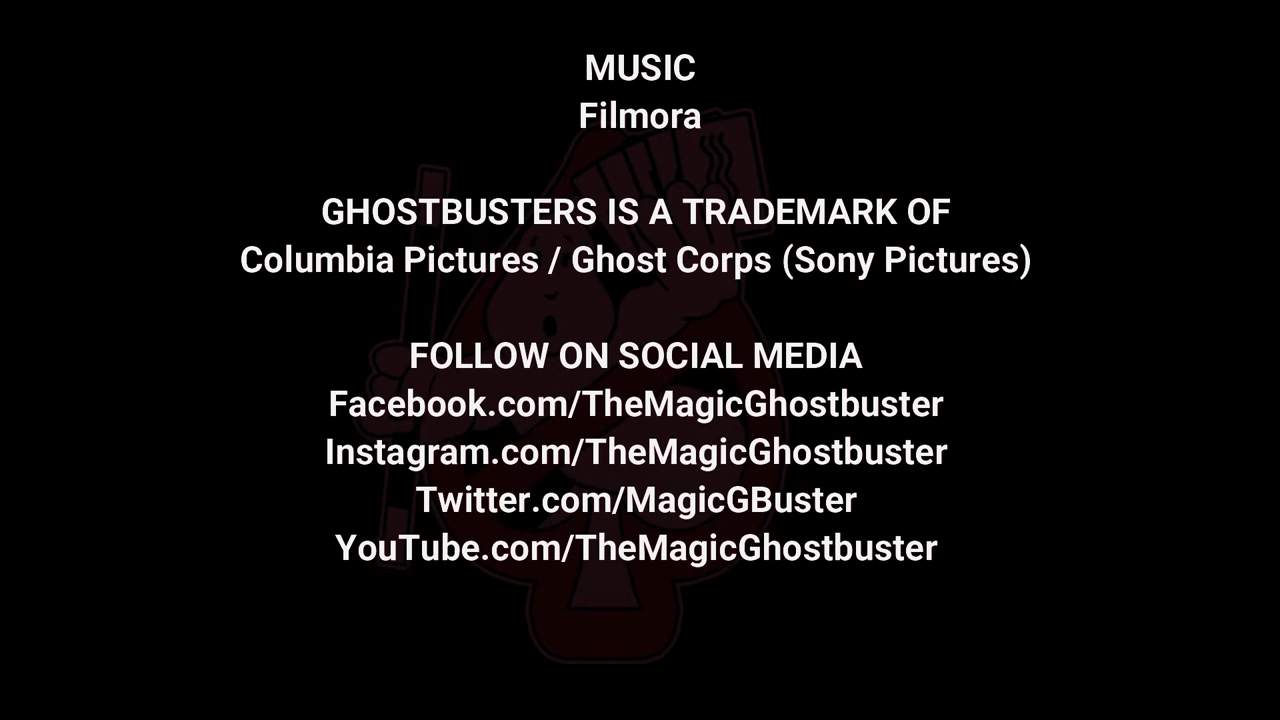 MUSIC
Filmora
GHOSTBUSTERS IS A TRADEMARK OF
Columbia Pictures / Ghost Corps (Sony Pictures)
FOLLOW ON SOCIAL MEDIA
Facebook.com/TheMagicGhostbuster
Instagram.com/TheMagicGhostbuster
Twitter.com/MagicGBuster
YouTube.com/TheMagicGhostbuster